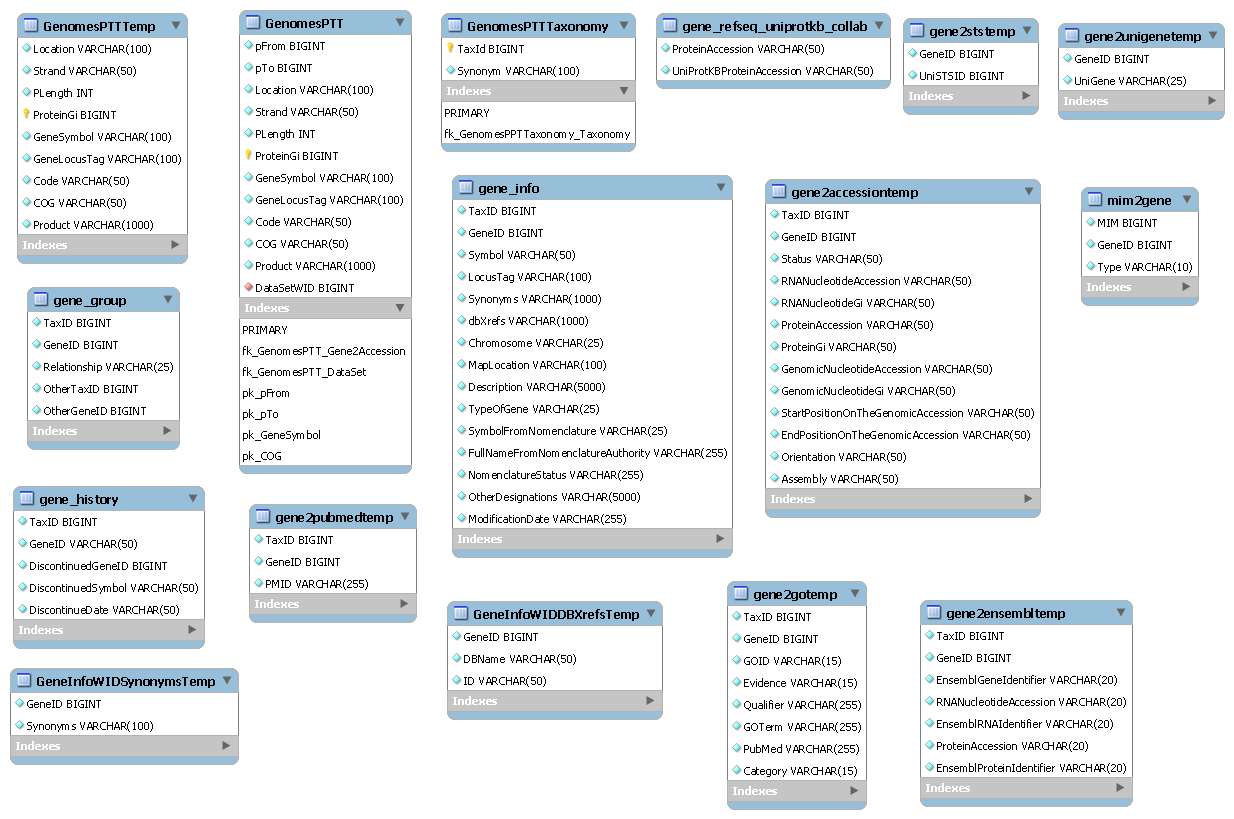 GenomesPTTTemp
Location VARCHAR(100)
Strand VARCHAR(50)
PLength INT
ProteinGi BIGINT
GeneSymbol VARCHAR(100)
GeneLocusTag VARCHAR(100)
Code VARCHAR(50)
COG VARCHAR(50)
Product VARCHAR(1000)
Indexes
GenomesPTT
pFrom BIGINT
pTo BIGINT
Location VARCHAR(100)
Strand VARCHAR(50)
PLength INT
ProteinGi BIGINT
GeneSymbol VARCHAR(100)
GeneLocusTag VARCHAR(100)
Code VARCHAR(50)
COG VARCHAR(50)
Product VARCHAR(1000)
DataSetWID BIGINT
Indexes
PRIMARY
fk_GenomesPTT_Gene2Accession
fk_GenomesPTT_DataSet
pk_pFrom
pk_pTo
pk_GeneSymbol
pk_COG
GenomesPTTTaxonomy
TaxId BIGINT
Synonym VARCHAR(100)
Indexes
PRIMARY
fk_GenomesPPTTaxonomy_Taxonomy
gene_refseq_uniprotkb_collab
ProteinAccession VARCHAR(50)
UniProtKBProteinAccession VARCHAR(50)
gene2ststemp
GeneID BIGINT
UniSTSID BIGINT
Indexes
gene2unigenetemp
GeneID BIGINT
UniGene VARCHAR(25)
Indexes
gene_info
TaxID BIGINT
GeneID BIGINT
Symbol VARCHAR(50)
LocusTag VARCHAR(100)
Synonyms VARCHAR(1000)
dbXrefs VARCHAR(1000)
Chromosome VARCHAR(25)
MapLocation VARCHAR(100)
Description VARCHAR(5000)
TypeOfGene VARCHAR(25)
SymbolFromNomenclature VARCHAR(25)
FullNameFromNomenclatureAuthority VARCHAR(255)
NomenclatureStatus VARCHAR(255)
OtherDesignations VARCHAR(5000)
ModificationDate VARCHAR(255)
Indexes
gene2accessiontemp
TaxID BIGINT
GeneID BIGINT
Status VARCHAR(50)
RNANucleotideAccession VARCHAR(50)
RNANucleotideGi VARCHAR(50)
ProteinAccession VARCHAR(50)
ProteinGi VARCHAR(50)
GenomicNucleotideAccession VARCHAR(50)
GenomicNucleotideGi VARCHAR(50)
StartPositionOnTheGenomicAccession VARCHAR(50)
EndPositionOnTheGenomicAccession VARCHAR(50)
Orientation VARCHAR(50)
Assembly VARCHAR(50)
Indexes
mim2gene
MIM BIGINT
GeneID BIGINT
Type VARCHAR(10)
Indexes
gene_group
TaxID BIGINT
GeneID BIGINT
Relationship VARCHAR(25)
OtherTaxID BIGINT
OtherGeneID BIGINT
Indexes
gene_history
TaxID BIGINT
GeneID VARCHAR(50)
DiscontinuedGeneID BIGINT
DiscontinuedSymbol VARCHAR(50)
DiscontinueDate VARCHAR(50)
Indexes
gene2pubmedtemp
TaxID BIGINT
GeneID BIGINT
PMID VARCHAR(255)
Indexes
GeneInfoWIDSynonymsTemp
GeneID BIGINT
Synonyms VARCHAR(100)
Indexes
GeneInfoWIDDBXrefsTemp
GeneID BIGINT
DBName VARCHAR(50)
ID VARCHAR(50)
Indexes
gene2gotemp
TaxID BIGINT
GeneID BIGINT
GOID VARCHAR(15)
Evidence VARCHAR(15)
Qualifier VARCHAR(255)
GOTerm VARCHAR(255)
PubMed VARCHAR(255)
Category VARCHAR(15)
Indexes
gene2ensembltemp
TaxID BIGINT
GeneID BIGINT
EnsemblGeneIdentifier VARCHAR(20)
RNANucleotideAccession VARCHAR(20)
EnsemblRNAIdentifier VARCHAR(20)
ProteinAccession VARCHAR(20)
EnsemblProteinIdentifier VARCHAR(20)
Indexes